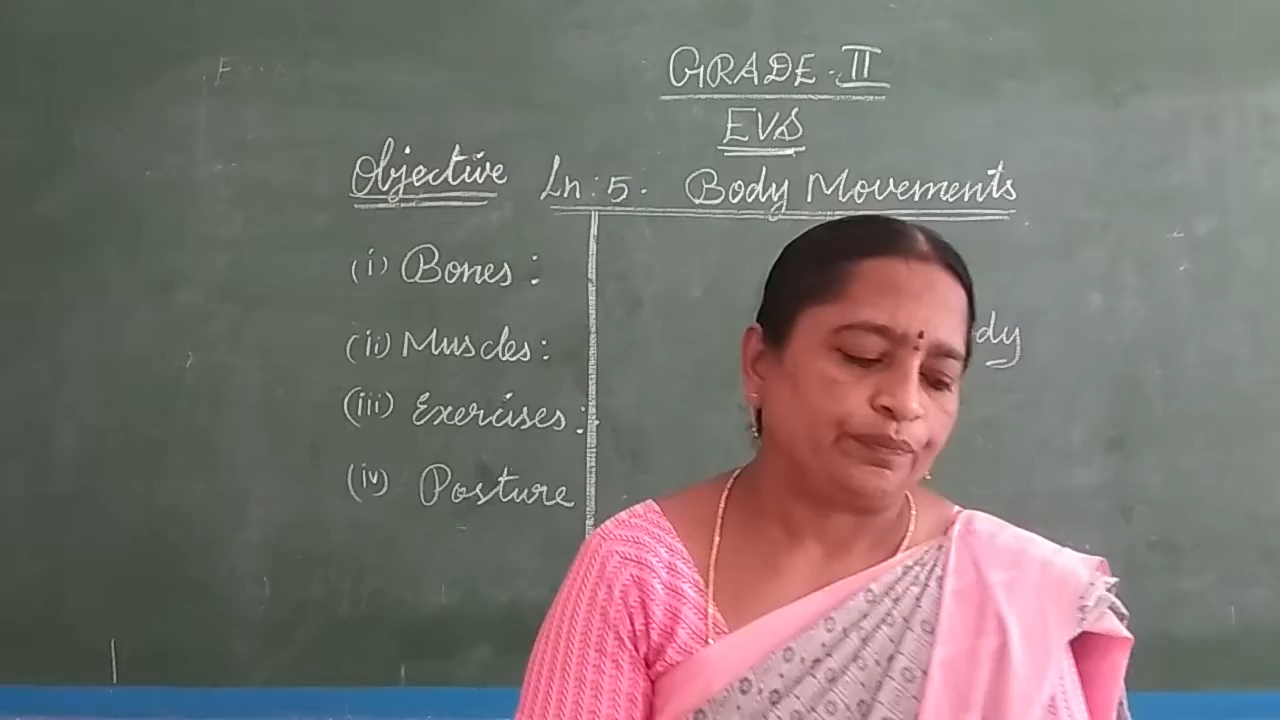 GRADE-II
EVS
Objective Ln:5. Body Movements
(i) Bones:
(ii) Muscles:
(iii) Exercises:
(iv) Posture